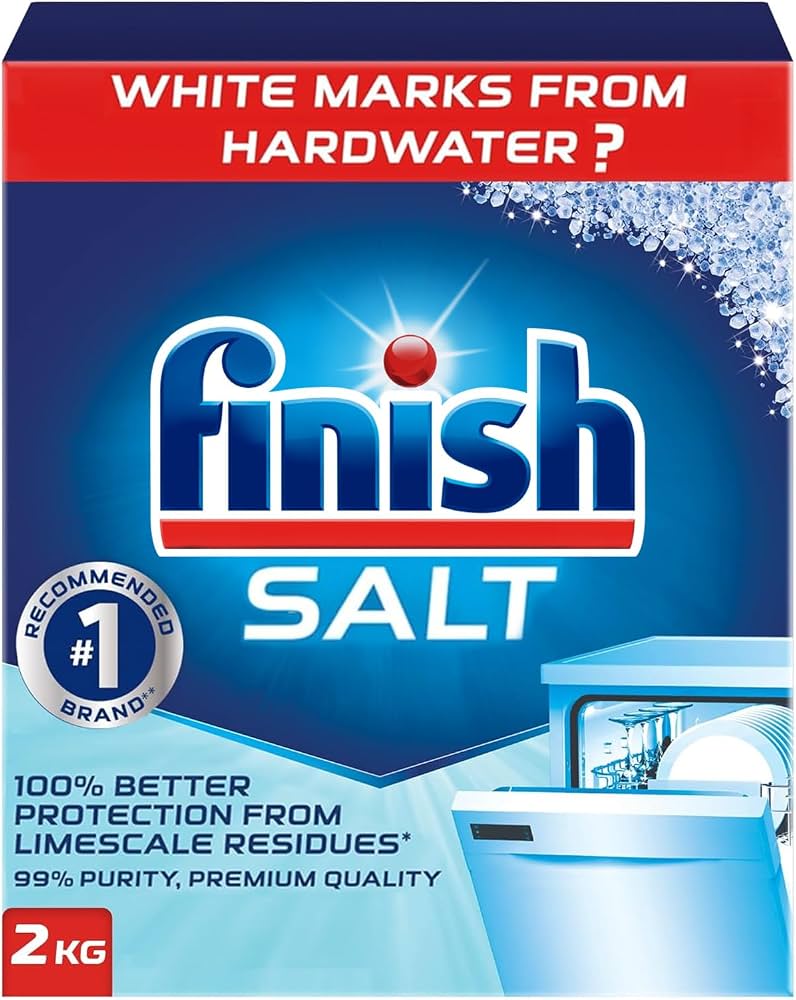 WHITE MARKS FROM
HARDWATER?
finish
SALT
RECOMMENDED
#1
BRAND**
100% BETTER
PROTECTION FROM
LIMESCALE RESIDUES*
99% PURITY, PREMIUM QUALITY
2 KG